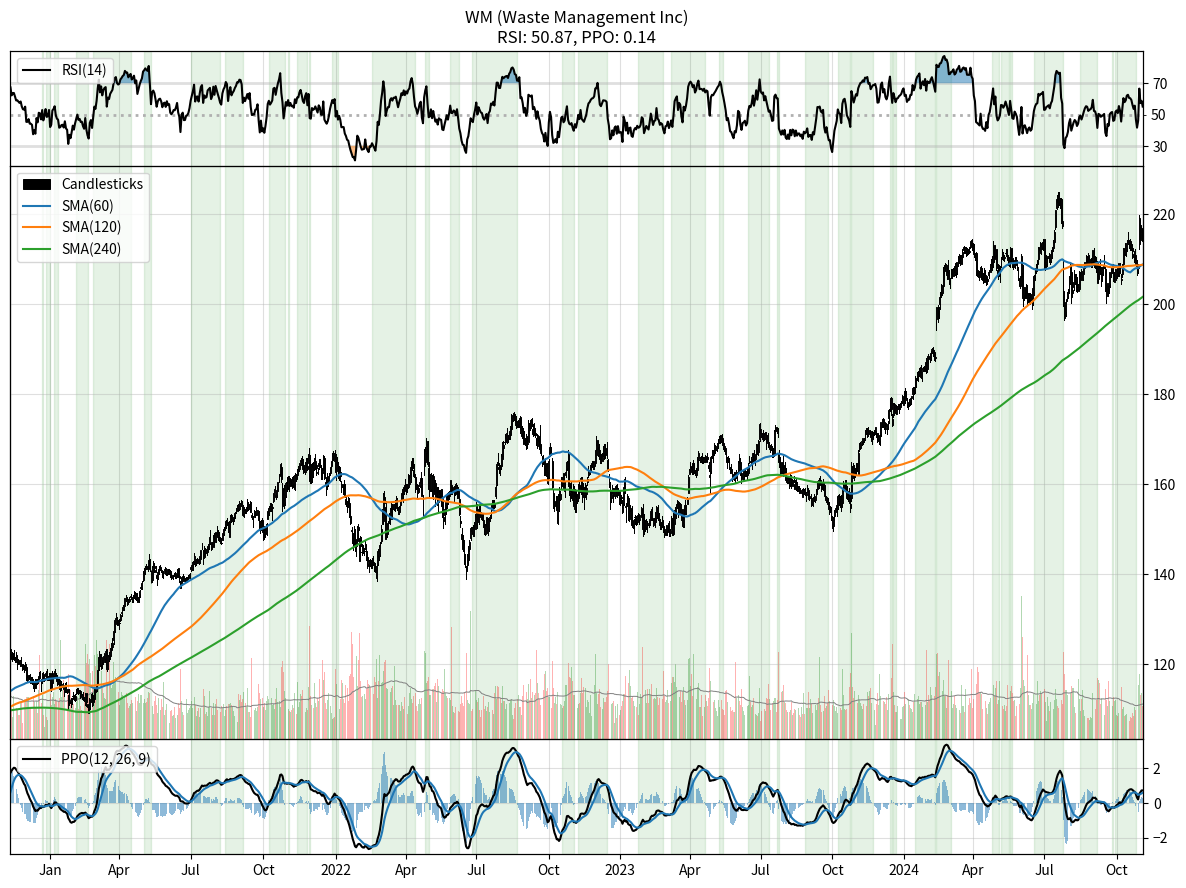 WM (Waste Management Inc)
RSI: 50.87, PPO: 0.14
RSI(14)
70
50
30
Candlesticks
SMA(60)
SMA(120)
SMA(240)
220
200
180
160
140
120
PPO(12, 26, 9)
2
0
−2
Jan Apr Jul Oct 2022 Apr Jul Oct 2023 Apr Jul Oct 2024 Apr Jul Oct